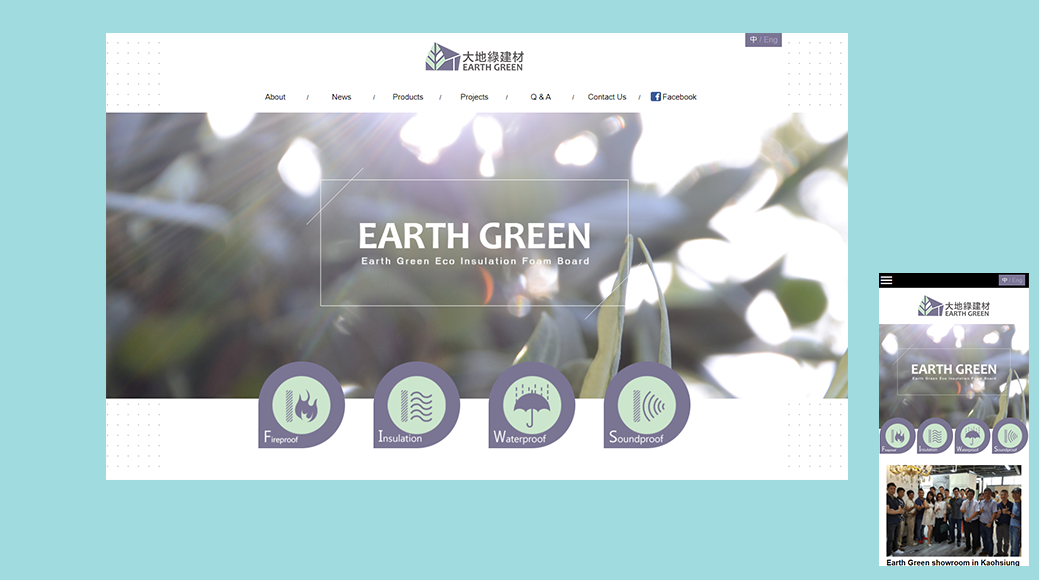 中 / Eng
大地綠建材
EARTH GREEN
About / News / Products / Projects / Q & A / Contact Us / Facebook
EARTH GREEN
Earth Green Eco Insulation Foam Board
Fireproof
Insulation
Waterproof
Soundproof
中 / Eng
大地綠建材
EARTH GREEN
EARTH GREEN
Earth Green Eco Insulation Foam Board
Fireproof
Insulation
Waterproof
Soundproof
Earth Green showroom in Kaohsiung